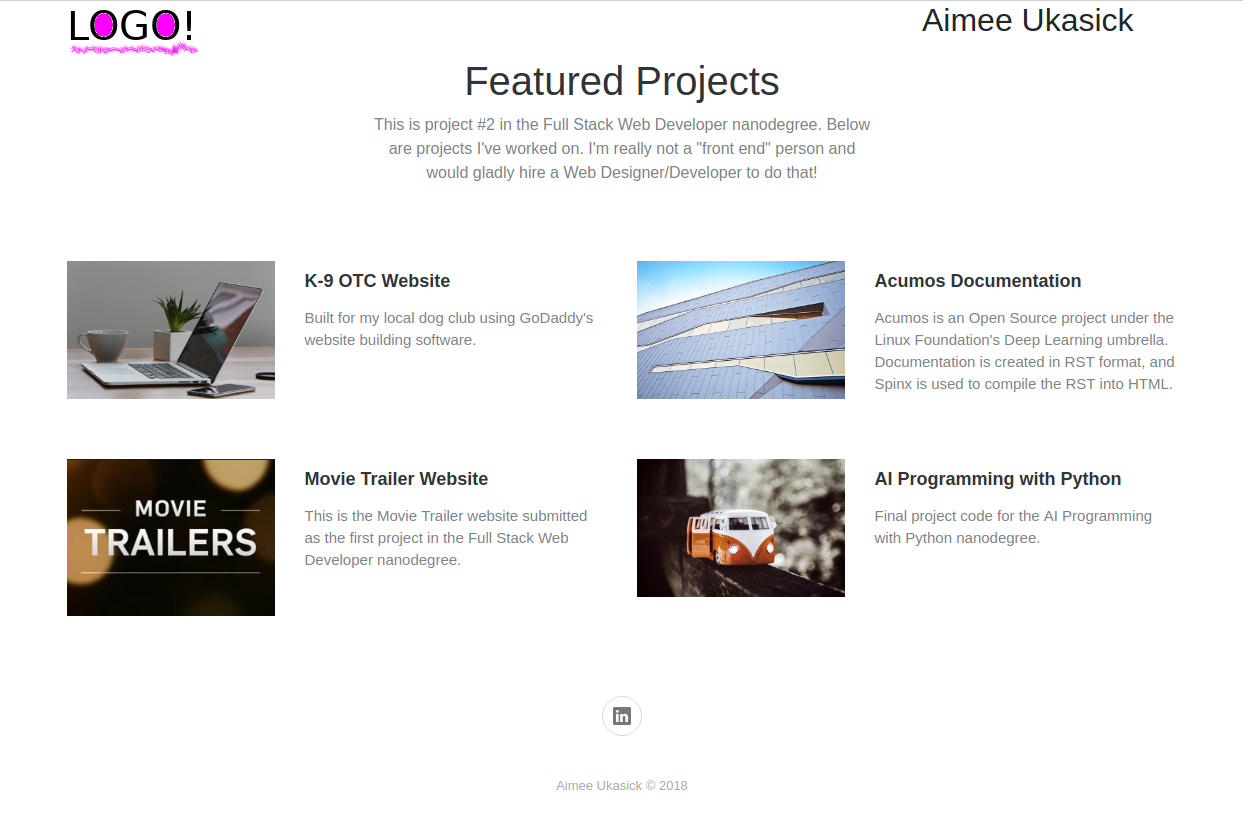 LOGO!
Aimee Ukasick
Featured Projects
This is project #2 in the Full Stack Web Developer nanodegree. Below
are projects I've worked on. I'm really not a "front end" person and
would gladly hire a Web Designer/Developer to do that!
K-9 OTC Website
Built for my local dog club using GoDaddy's
website building software.
Acumos Documentation
Acumos is an Open Source project under the
Linux Foundation's Deep Learning umbrella.
Documentation is created in RST format, and
Spinx is used to compile the RST into HTML.
MOVIE
TRAILERS
Movie Trailer Website
This is the Movie Trailer website submitted
as the first project in the Full Stack Web
Developer nanodegree.
AI Programming with Python
Final project code for the AI Programming
with Python nanodegree.
in
Aimee Ukasick © 2018